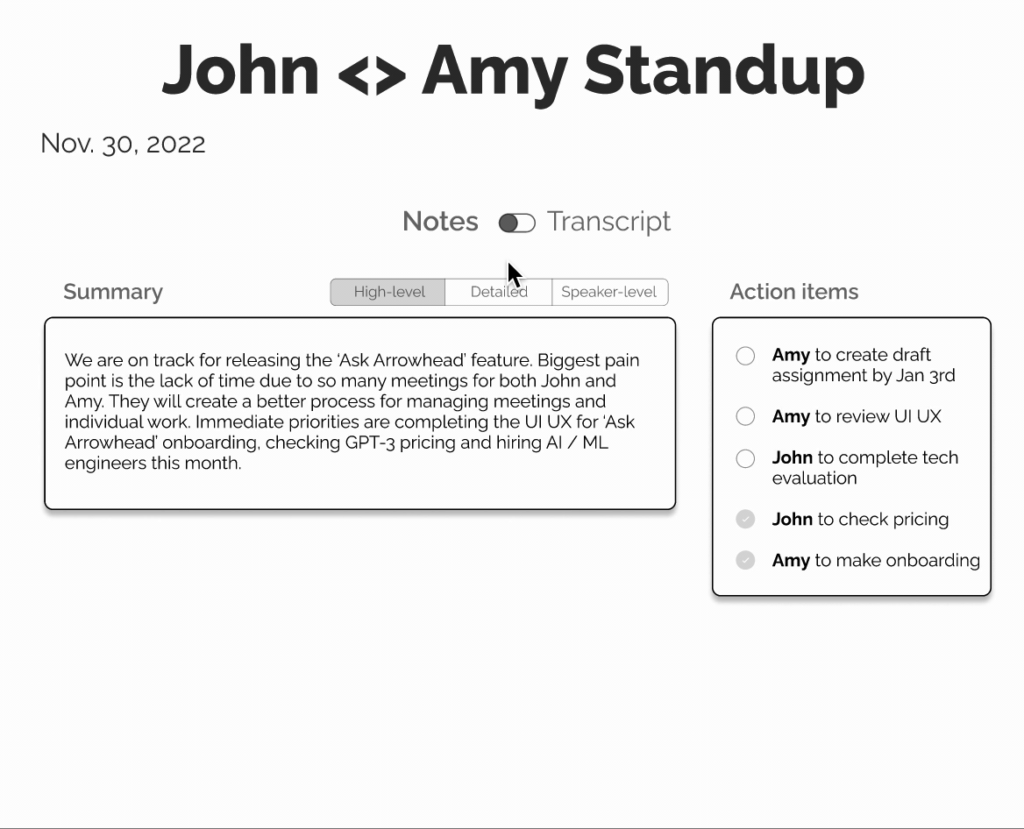 John <> Amy Standup
Nov. 30, 2022
Notes Transcript
Summary
High-level Detailed Speaker-level
We are on track for releasing the ‘Ask Arrowhead’ feature. Biggest pain
point is the lack of time due to so many meetings for both John and
Amy. They will create a better process for managing meetings and
individual work. Immediate priorities are completing the UI UX for ‘Ask
Arrowhead’ onboarding, checking GPT-3 pricing and hiring AI / ML
engineers this month.
Action items
Amy to create draft
assignment by Jan 3rd
Amy to review UI UX
John to complete tech
evaluation
John to check pricing
Amy to make onboarding